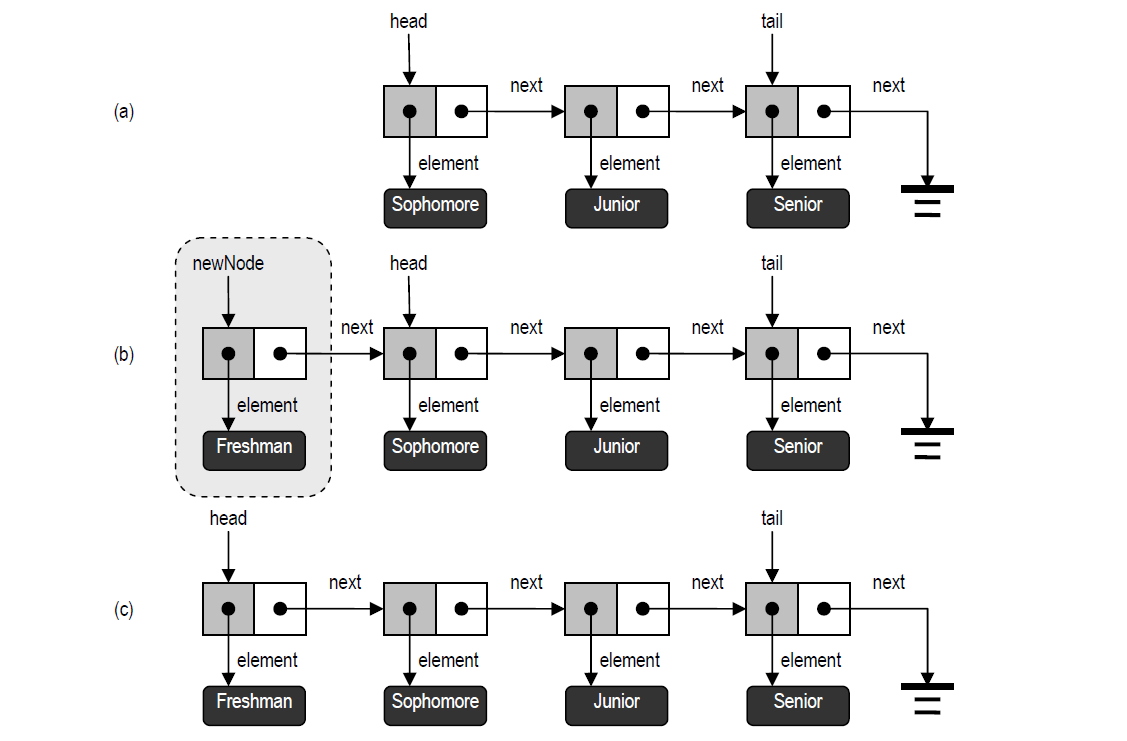 head tail
next next next
(a)
element element element
Sophomore Junior Senior
newNode head tail
next next next next
(b)
element element element element
Freshman Sophomore Junior Senior
head tail
next next next next
(c)
element element element element
Freshman Sophomore Junior Senior